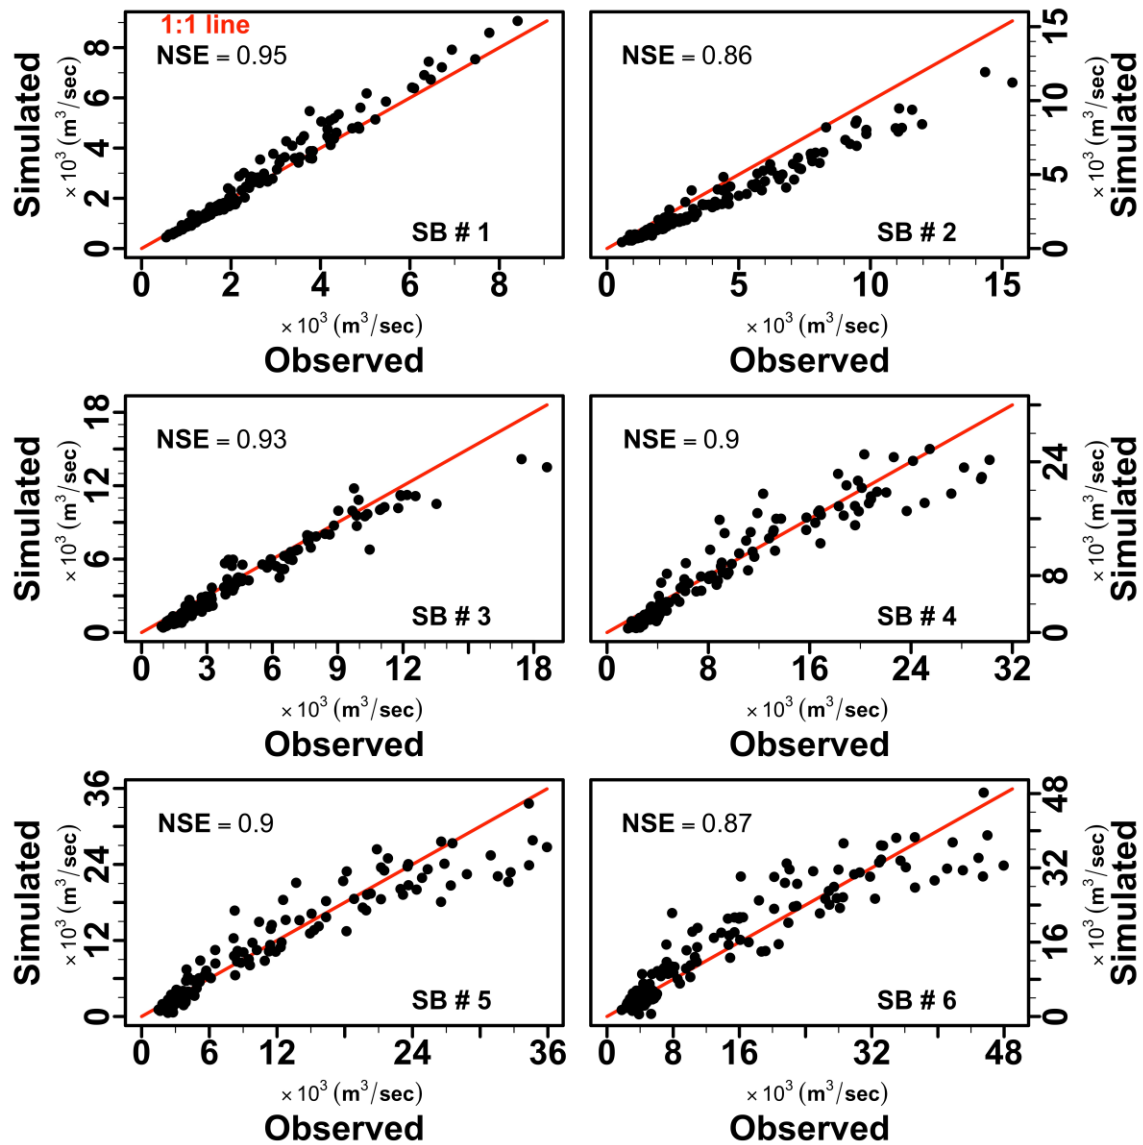 1:1 line
NSE = 0.95
SB # 1
Simulated
×10³ (m³/sec)
0 2 4 6 8
0 2 4 6 8
×10³ (m³/sec)
Observed
NSE = 0.86
SB # 2
Simulated
×10³ (m³/sec)
0 5 10 15
0 5 10 15
×10³ (m³/sec)
Observed
NSE = 0.93
SB # 3
Simulated
×10³ (m³/sec)
0 6 12 18
0 3 6 9 12 18
×10³ (m³/sec)
Observed
NSE = 0.9
SB # 4
Simulated
×10³ (m³/sec)
0 8 24
0 8 16 24 32
×10³ (m³/sec)
Observed
NSE = 0.9
SB # 5
Simulated
×10³ (m³/sec)
0 12 24 36
0 6 12 24 36
×10³ (m³/sec)
Observed
NSE = 0.87
SB # 6
Simulated
×10³ (m³/sec)
0 16 32 48
0 8 16 32 48
×10³ (m³/sec)
Observed